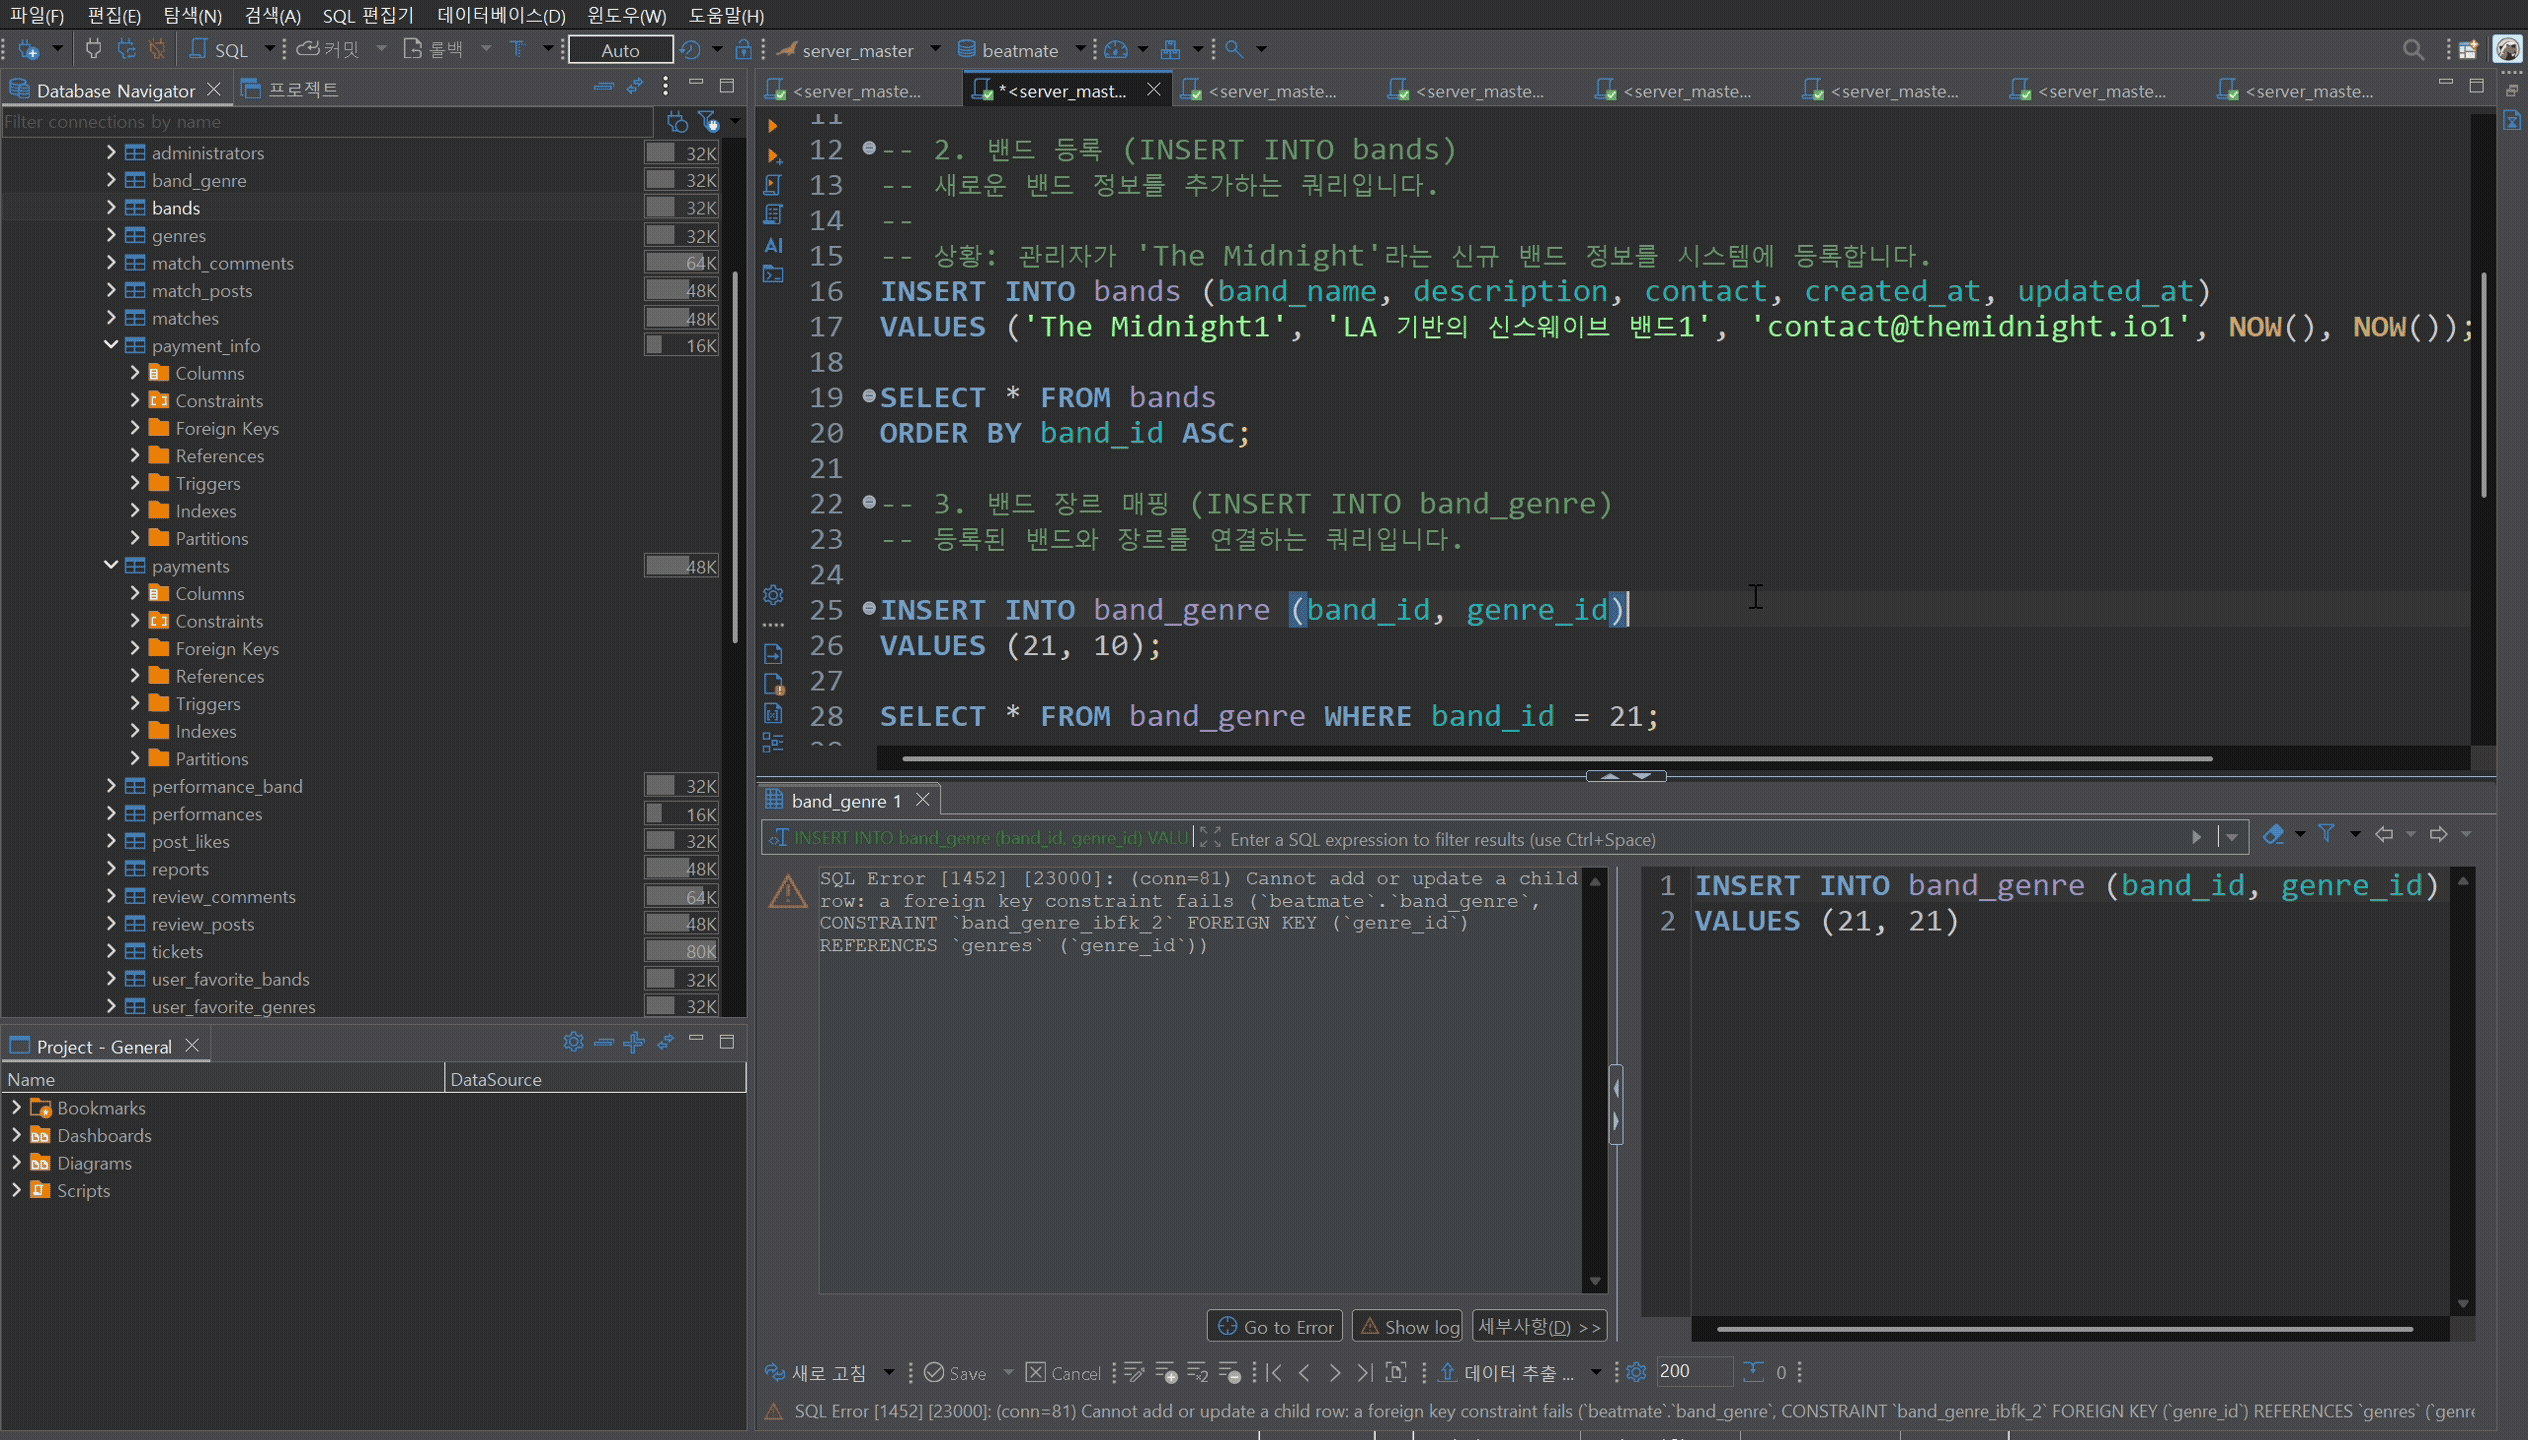 파일(F) 편집(E) 탐색(N) 검색(A) SQL 편집기 데이터베이스(D) 윈도우(W) 도움말(H)
SQL 커밋 롤백 T Auto server_master beatmate
Database Navigator 프로젝트
Filter connections by name
administrators 32K
band_genre 32K
bands 32K
genres 32K
match_comments 64K
match_posts 48K
matches 48K
payment_info 16K
Columns
Constraints
Foreign Keys
References
Triggers
Indexes
Partitions
payments 48K
Columns
Constraints
Foreign Keys
References
Triggers
Indexes
Partitions
performance_band 32K
performances 16K
post_likes 32K
reports 48K
review_comments 64K
review_posts 48K
tickets 80K
user_favorite_bands 32K
user_favorite_genres 32K
Project - General
Name DataSource
Bookmarks
Dashboards
Diagrams
Scripts
<server_maste... *<server_mast... <server_maste... <server_maste... <server_maste... <server_maste... <server_maste... <server_maste...
AI
11
12 -- 2. 밴드 등록 (INSERT INTO bands)
13 -- 새로운 밴드 정보를 추가하는 쿼리입니다.
14 --
15 -- 상황: 관리자가 'The Midnight'라는 신규 밴드 정보를 시스템에 등록합니다.
16 INSERT INTO bands (band_name, description, contact, created_at, updated_at)
17 VALUES ('The Midnight1', 'LA 기반의 신스웨이브 밴드1', 'contact@themidnight.io1', NOW(), NOW());
18
19 SELECT * FROM bands
20 ORDER BY band_id ASC;
21
22 -- 3. 밴드 장르 매핑 (INSERT INTO band_genre)
23 -- 등록된 밴드와 장르를 연결하는 쿼리입니다.
24
25 INSERT INTO band_genre (band_id, genre_id)
26 VALUES (21, 10);
27
28 SELECT * FROM band_genre WHERE band_id = 21;
band_genre 1
INSERT INTO band_genre (band_id, genre_id) VALU Enter a SQL expression to filter results (use Ctrl+Space)
SQL Error [1452] [23000]: (conn=81) Cannot add or update a child
row: a foreign key constraint fails (`beatmate`.`band_genre`,
CONSTRAINT `band_genre_ibfk_2` FOREIGN KEY (`genre_id`)
REFERENCES `genres` (`genre_id`))
1 INSERT INTO band_genre (band_id, genre_id)
2 VALUES (21, 21)
Go to Error Show log 세부사항(D) >>
새로 고침 Save Cancel 데이터 추출 ... 200 0
SQL Error [1452] [23000]: (conn=81) Cannot add or update a child row: a foreign key constraint fails (`beatmate`.`band_genre`, CONSTRAINT `band_genre_ibfk_2` FOREIGN KEY (`genre_id`) REFERENCES `genres` (`genre